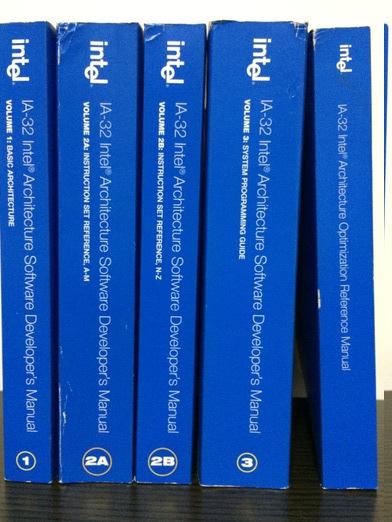 intel
IA-32 Intel® Architecture Software Developer's Manual
VOLUME 1: BASIC ARCHITECTURE
1
intel
IA-32 Intel® Architecture Software Developer's Manual
VOLUME 2A: INSTRUCTION SET REFERENCE, A-M
2A
intel
IA-32 Intel® Architecture Software Developer's Manual
VOLUME 2B: INSTRUCTION SET REFERENCE, N-Z
2B
intel
IA-32 Intel® Architecture Software Developer's Manual
VOLUME 3: SYSTEM PROGRAMMING GUIDE
3
intel
IA-32 Intel® Architecture Optimization Reference Manual